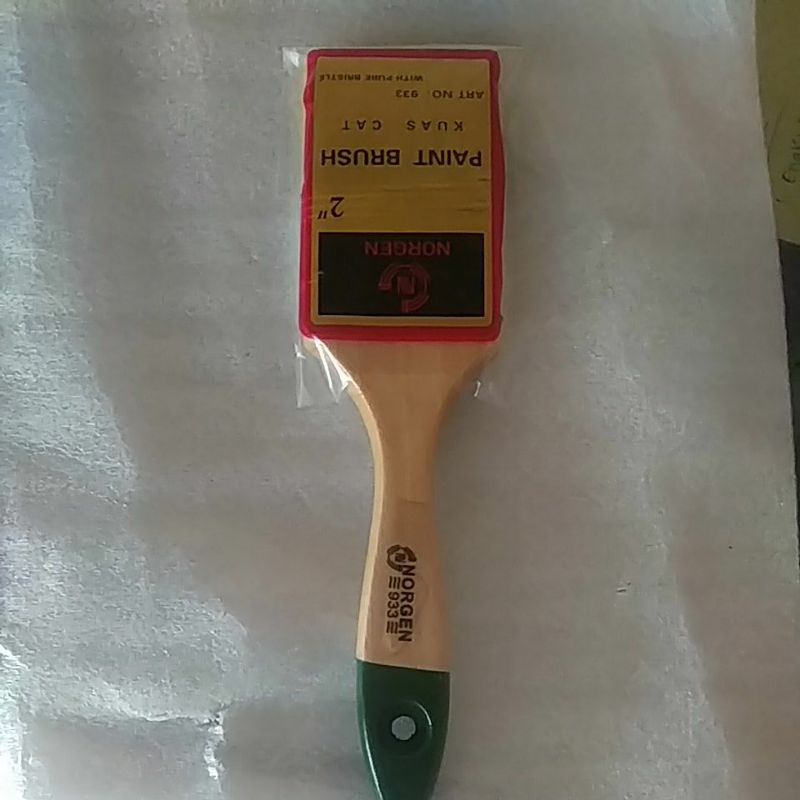 NORGEN
2"
PAINT BRUSH
KUAS CAT
ART NO: 933
WITH PURE BRISTLE
NORGEN
933